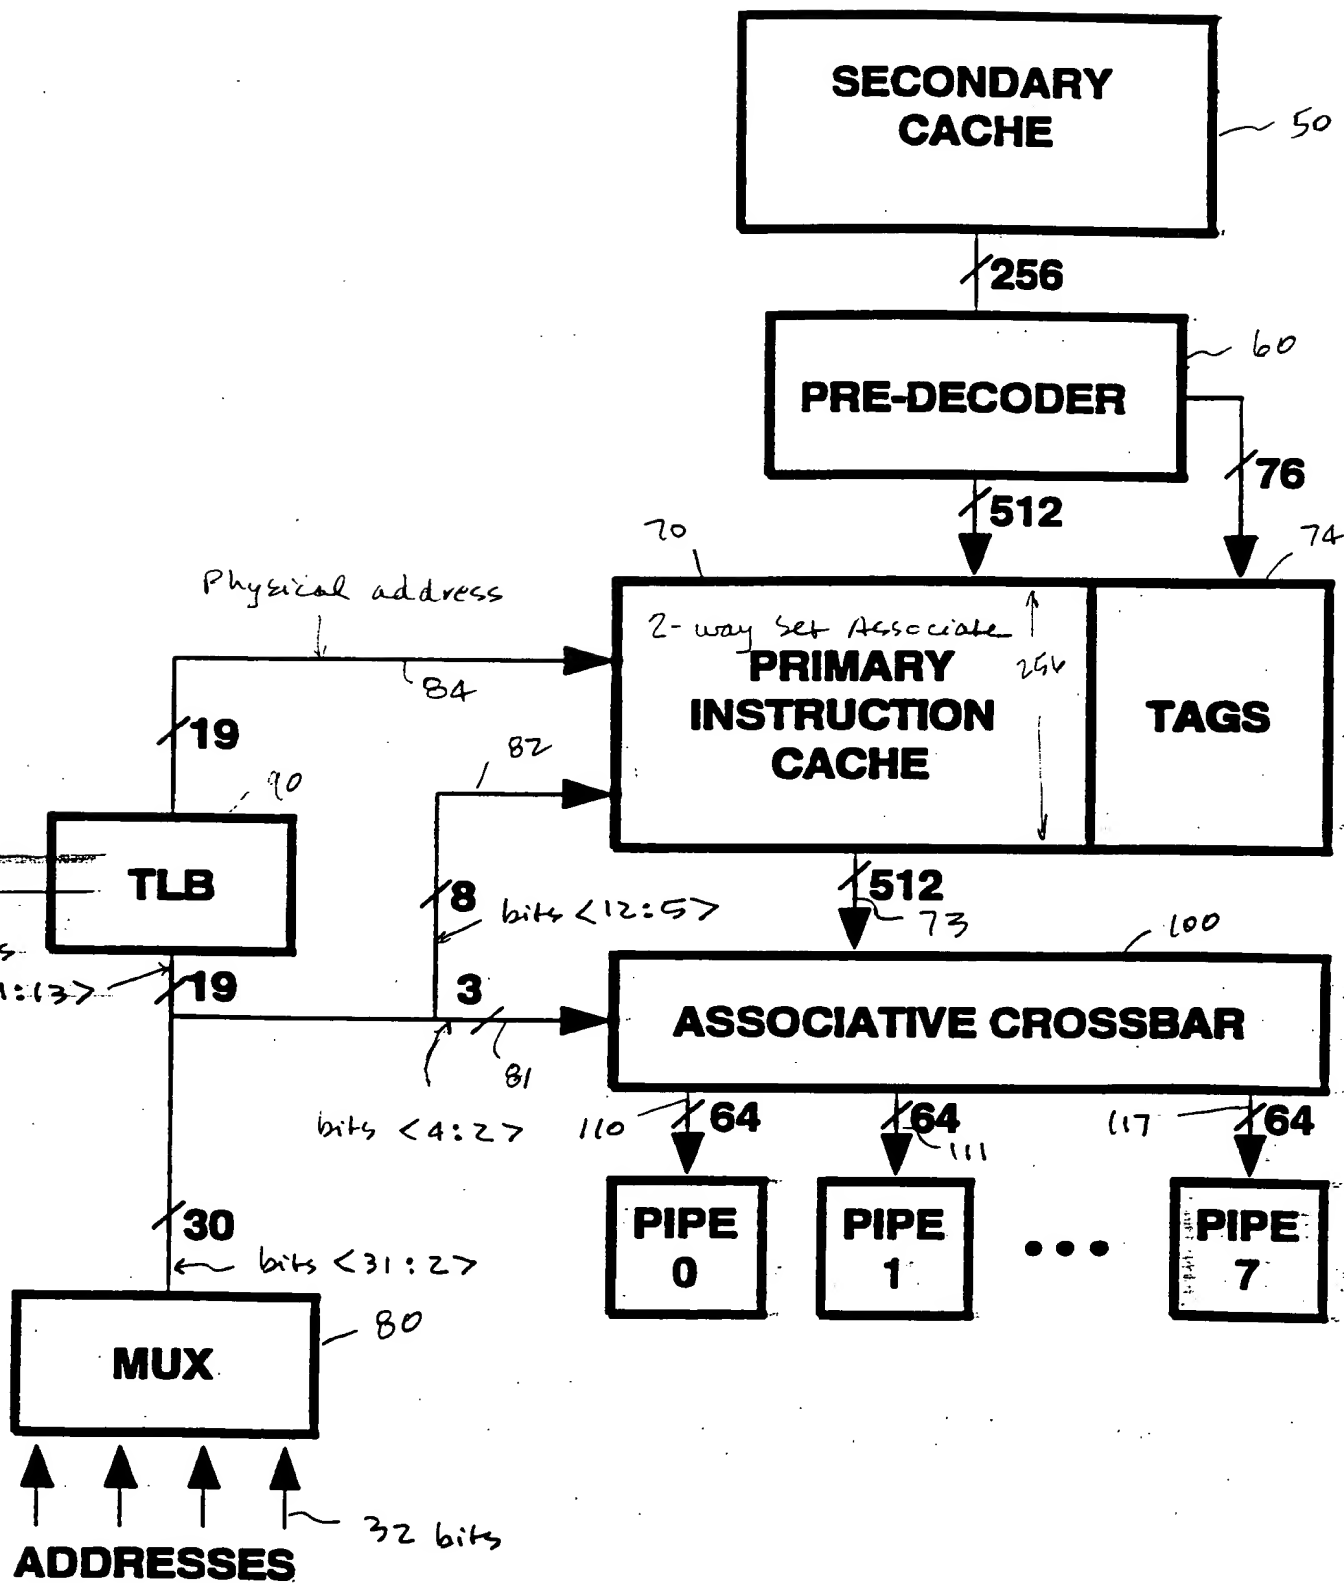 SECONDARY
CACHE
50
256
60
PRE-DECODER
76
512
70
74
Physical address
2-way Set Associate
256
84
PRIMARY
INSTRUCTION
CACHE
TAGS
19
82
90
TLB
8
bits <12:5>
512
73
100
19
3
ASSOCIATIVE CROSSBAR
81
bits <4:2>
110
64
64
111
117
64
30
bits <31:2>
PIPE
0
PIPE
1
PIPE
7
80
MUX
32 bits
ADDRESSES